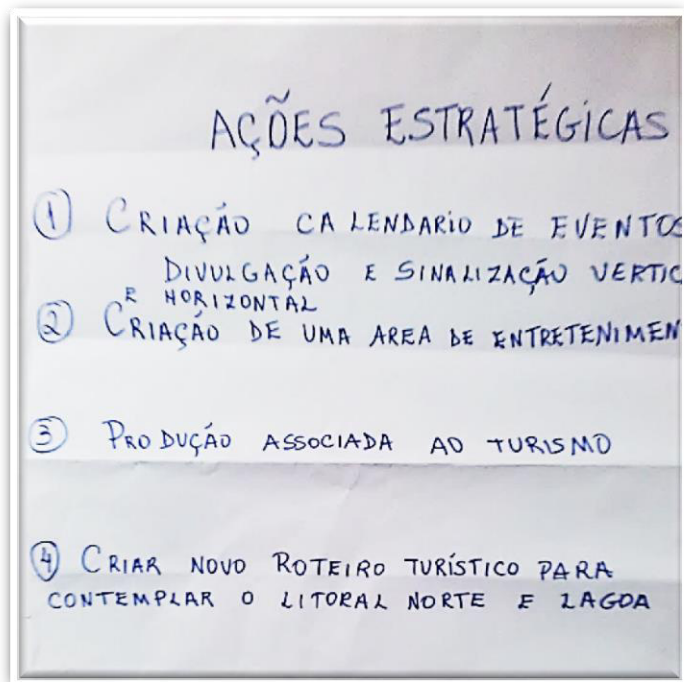 AÇÕES ESTRATÉGICAS
① CRIAÇÃO CALENDARIO DE EVENTOS
DIVULGAÇÃO E SINALIZAÇÃO VERTIC
E HORIZONTAL
② CRIAÇÃO DE UMA AREA DE ENTRETENIMEN
③ PRODUÇÃO ASSOCIADA AO TURISMO
④ CRIAR NOVO ROTEIRO TURÍSTICO PARA
CONTEMPLAR O LITORAL NORTE E LAGOA